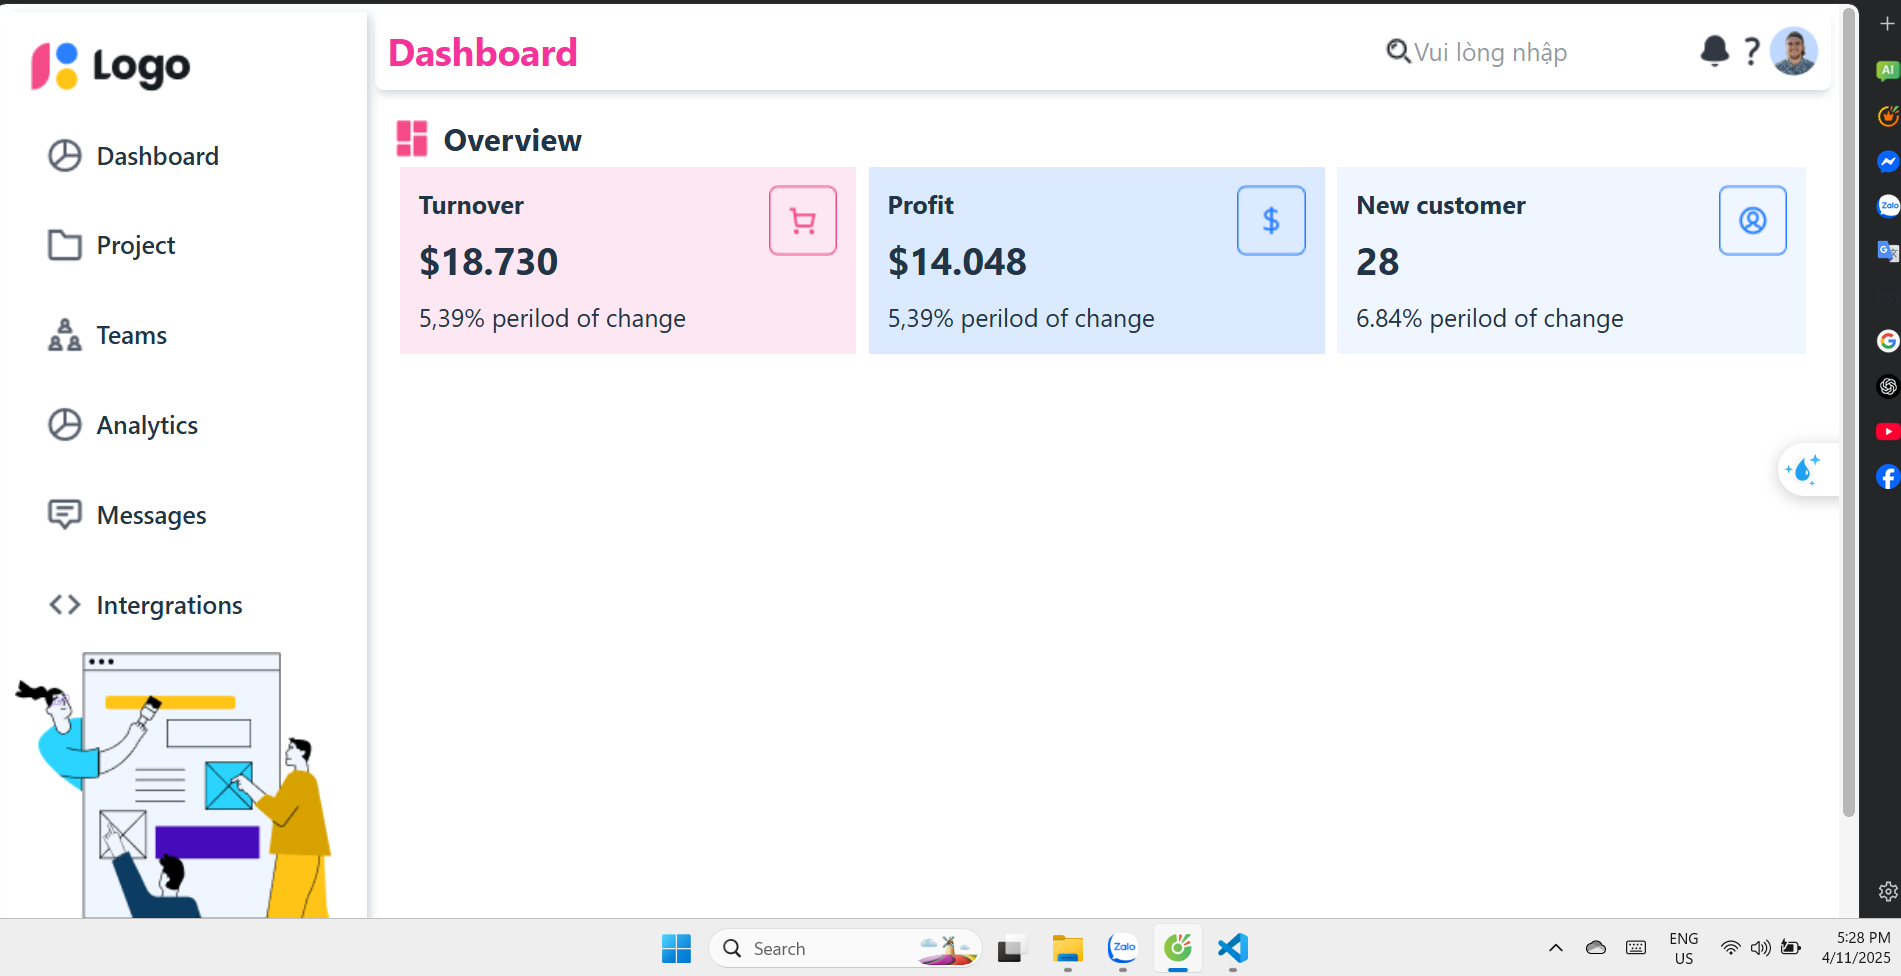 Logo
Dashboard
Project
Teams
Analytics
Messages
Intergrations
Dashboard
Vui lòng nhập
?
Overview
Turnover
$18.730
5,39% perilod of change
$
Profit
$14.048
5,39% perilod of change
New customer
28
6.84% perilod of change
AI
Zalo
G
Search
Zalo
ENG
US
5:28 PM
4/11/2025